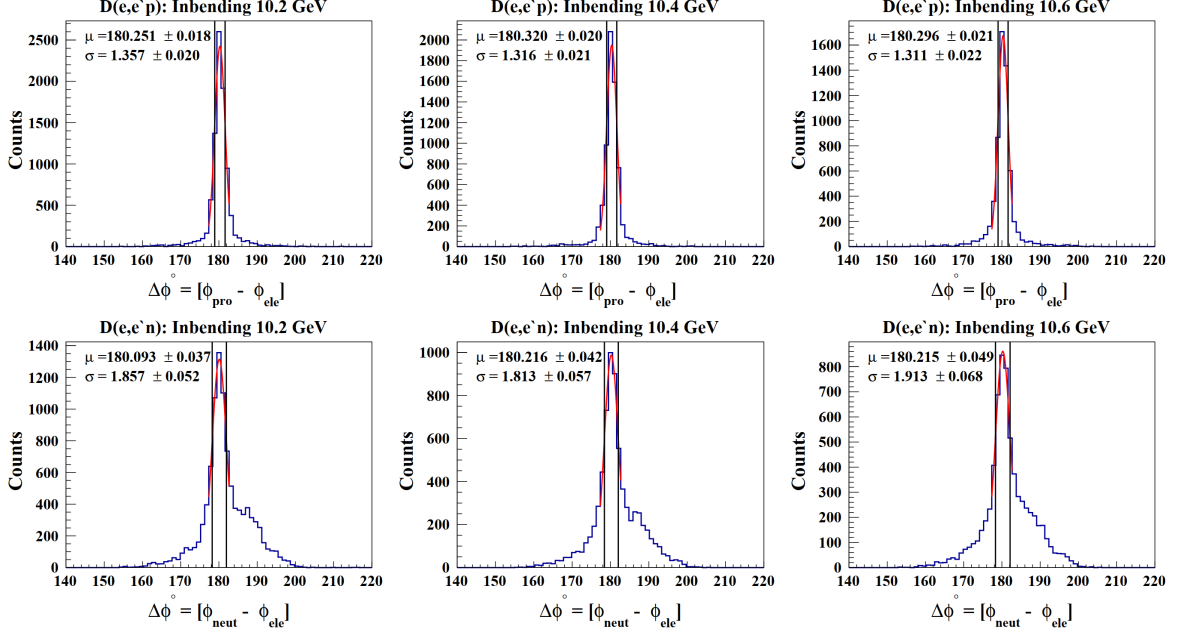 D(e,e`p): Inbending 10.2 GeV
μ =180.251 ± 0.018
σ = 1.357 ± 0.020
Counts
2500
2000
1500
1000
500
0
140 150 160 170 180 190 200 210 220
Δϕ° = [ϕpro - ϕele]
D(e,e`p): Inbending 10.4 GeV
μ =180.320 ± 0.020
σ = 1.316 ± 0.021
Counts
2000
1800
1600
1400
1200
1000
800
600
400
200
0
140 150 160 170 180 190 200 210 220
Δϕ° = [ϕpro - ϕele]
D(e,e`p): Inbending 10.6 GeV
μ =180.296 ± 0.021
σ = 1.311 ± 0.022
Counts
1600
1400
1200
1000
800
600
400
200
0
140 150 160 170 180 190 200 210 220
Δϕ° = [ϕpro - ϕele]
D(e,e`n): Inbending 10.2 GeV
μ =180.093 ± 0.037
σ = 1.857 ± 0.052
Counts
1400
1200
1000
800
600
400
200
0
140 150 160 170 180 190 200 210 220
Δϕ° = [ϕneut - ϕele]
D(e,e`n): Inbending 10.4 GeV
μ =180.216 ± 0.042
σ = 1.813 ± 0.057
Counts
1000
800
600
400
200
0
140 150 160 170 180 190 200 210 220
Δϕ° = [ϕneut - ϕele]
D(e,e`n): Inbending 10.6 GeV
μ =180.215 ± 0.049
σ = 1.913 ± 0.068
Counts
800
700
600
500
400
300
200
100
0
140 150 160 170 180 190 200 210 220
Δϕ° = [ϕneut - ϕele]